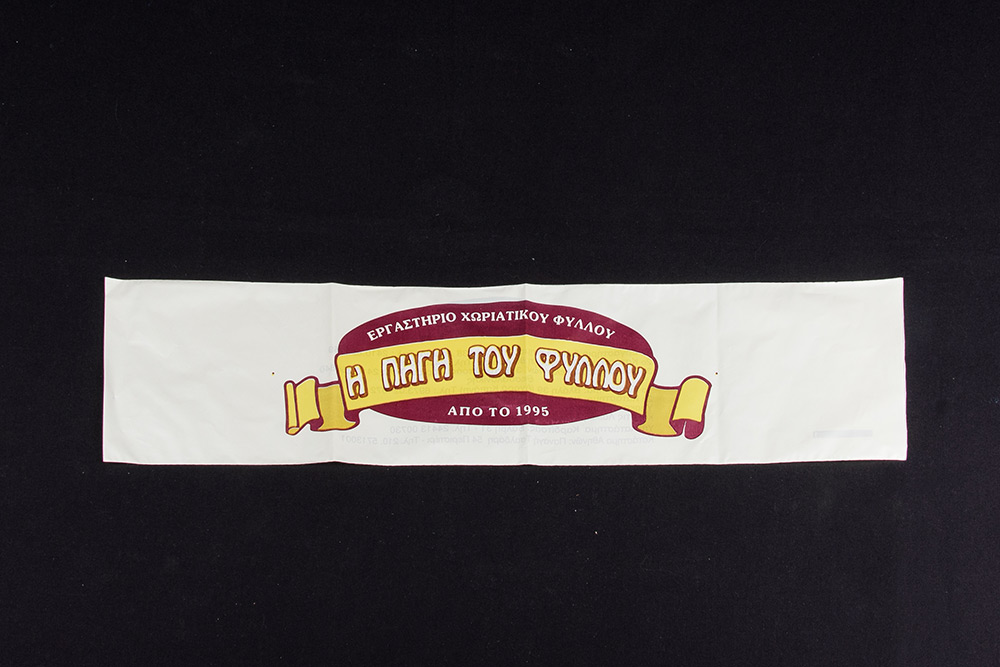 ΕΡΓΑΣΤΗΡΙΟ ΧΩΡΙΑΤΙΚΟΥ ΦΥΛΛΟΥ
Η ΠΗΓΗ ΤΟΥ ΦΥΛΛΟΥ
ΑΠΟ ΤΟ 1995